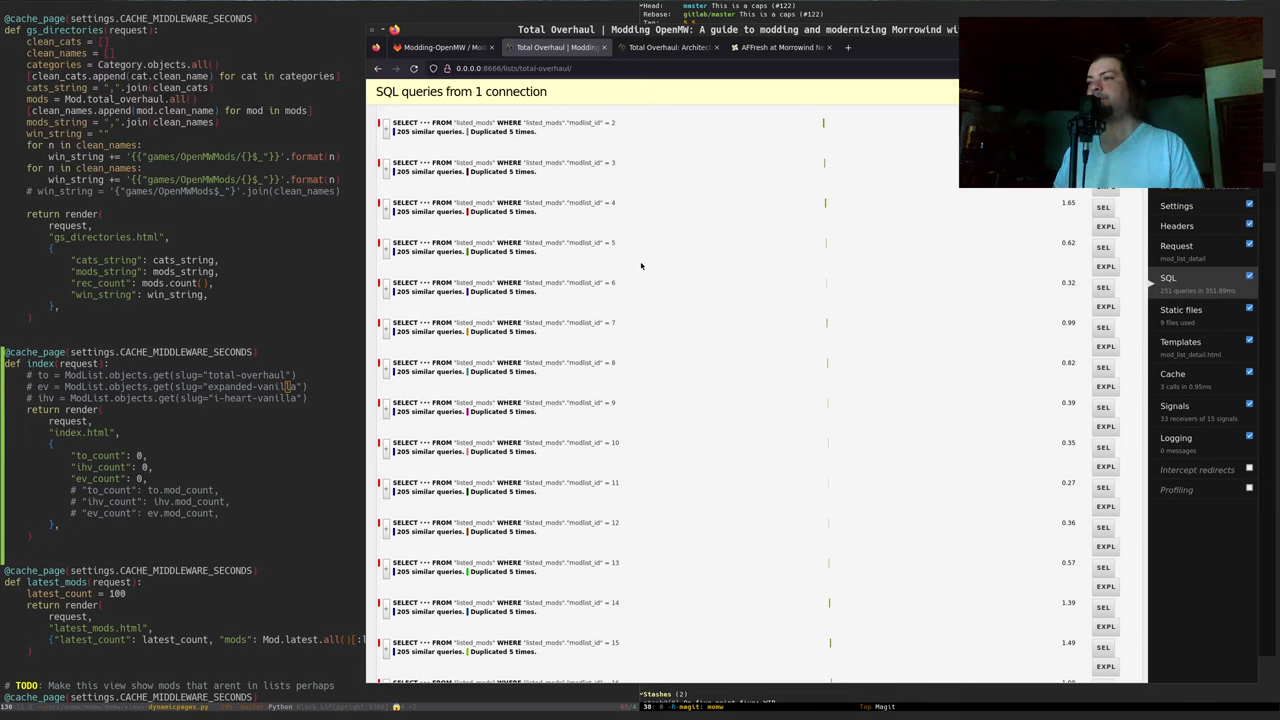 @cache_page(settings.CACHE_MIDDLEWARE_SECONDS)
def gs_directories(request):
clean_cats = []
clean_names = []
categories = Category.objects.all()
[clean_cats.append(cat.clean_name) for cat in categories]
cats_string = ",".join(clean_cats)
mods = Mod.total_overhaul.all()
[clean_names.append(mod.clean_name) for mod in mods]
mods_string = ",".join(clean_names)
win_string = ""
for n in clean_names:
win_string += '{{"games/OpenMWMods{{}$_"}}'.format(n)
for n in clean_names:
win_string += '{{"games/OpenMWMods{{}$_"}}'.format(n)
# win_string = '{"games/OpenMWMods$_"}'.join(clean_names)
return render(
request,
"gs_directories.html",
{
"cats_string": cats_string,
"mods_string": mods_string,
"rec_count": mods.count(),
"win_string": win_string,
},
)
@cache_page(settings.CACHE_MIDDLEWARE_SECONDS)
def index(request):
# to = ModList.objects.get(slug="total-overhaul")
# ev = ModList.objects.get(slug="expanded-vanilla")
# ihv = ModList.objects.get(slug="i-heart-vanilla")
return render(
request,
"index.html",
{
"to_count": 0,
"ihv_count": 0,
"ev_count": 0,
# "to_count": to.mod_count,
# "ihv_count": ihv.mod_count,
# "ev_count": ev.mod_count,
},
)
@cache_page(settings.CACHE_MIDDLEWARE_SECONDS)
def latest_mods(request):
latest_count = 100
return render(
request,
"latest_mods.html",
{"latest_count": latest_count, "mods": Mod.latest.all()[:l
)
# TODO: Make this view show mods that arent in lists perhaps
@cache_page(settings.CACHE_MIDDLEWARE_SECONDS)
Head: master This is a caps (#122)
Rebase: gitlab/master This is a caps (#122)
Total Overhaul | Modding OpenMW: A guide to modding and modernizing Morrowind wi
Modding-OpenMW / Mod
Total Overhaul | Modding
Total Overhaul: Architect
AFFresh at Morrowind Ne
0.0.0.0:8666/lists/total-overhaul/
SQL queries from 1 connection
SELECT ••• FROM "listed_mods" WHERE "listed_mods"."modlist_id" = 2
205 similar queries. Duplicated 5 times.
SELECT ••• FROM "listed_mods" WHERE "listed_mods"."modlist_id" = 3
205 similar queries. Duplicated 5 times.
SELECT ••• FROM "listed_mods" WHERE "listed_mods"."modlist_id" = 4
205 similar queries. Duplicated 5 times.
1.65
SEL
EXPL
SELECT ••• FROM "listed_mods" WHERE "listed_mods"."modlist_id" = 5
205 similar queries. Duplicated 5 times.
0.62
SEL
EXPL
SELECT ••• FROM "listed_mods" WHERE "listed_mods"."modlist_id" = 6
205 similar queries. Duplicated 5 times.
0.32
SEL
EXPL
SELECT ••• FROM "listed_mods" WHERE "listed_mods"."modlist_id" = 7
205 similar queries. Duplicated 5 times.
0.99
SEL
EXPL
SELECT ••• FROM "listed_mods" WHERE "listed_mods"."modlist_id" = 8
205 similar queries. Duplicated 5 times.
0.82
SEL
EXPL
SELECT ••• FROM "listed_mods" WHERE "listed_mods"."modlist_id" = 9
205 similar queries. Duplicated 5 times.
0.39
SEL
EXPL
SELECT ••• FROM "listed_mods" WHERE "listed_mods"."modlist_id" = 10
205 similar queries. Duplicated 5 times.
0.35
SEL
EXPL
SELECT ••• FROM "listed_mods" WHERE "listed_mods"."modlist_id" = 11
205 similar queries. Duplicated 5 times.
0.27
SEL
EXPL
SELECT ••• FROM "listed_mods" WHERE "listed_mods"."modlist_id" = 12
205 similar queries. Duplicated 5 times.
0.36
SEL
EXPL
SELECT ••• FROM "listed_mods" WHERE "listed_mods"."modlist_id" = 13
205 similar queries. Duplicated 5 times.
0.57
SEL
EXPL
SELECT ••• FROM "listed_mods" WHERE "listed_mods"."modlist_id" = 14
205 similar queries. Duplicated 5 times.
1.39
SEL
EXPL
SELECT ••• FROM "listed_mods" WHERE "listed_mods"."modlist_id" = 15
205 similar queries. Duplicated 5 times.
1.49
SEL
EXPL
Settings
Headers
Request
mod_list_detail
SQL
251 queries in 351.89ms
Static files
9 files used
Templates
mod_list_detail.html
Cache
3 calls in 0.95ms
Signals
33 receivers of 15 signals
Logging
0 messages
Intercept redirects
Profiling
Stashes (2)
Top Magit